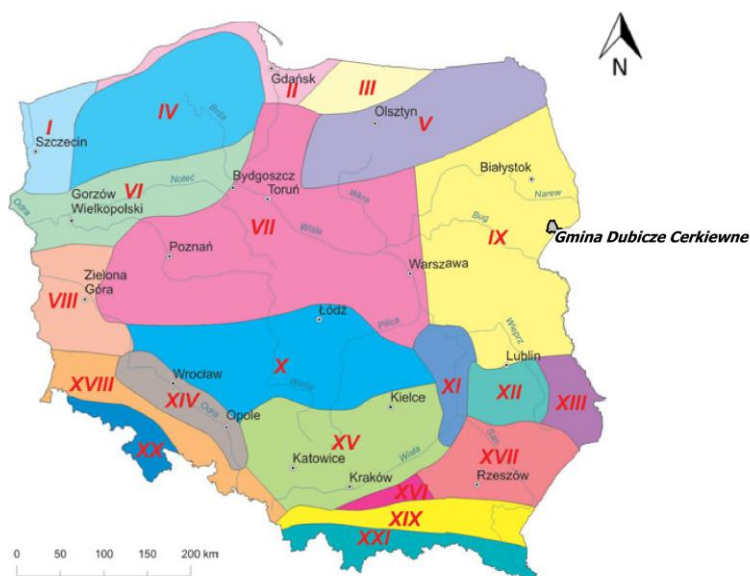 N
Gdańsk
II
III
IV
Brda
Olsztyn
V
I
Szczecin
Białystok
Narew
VI
Noteć
Bydgoszcz
Toruń
Wkra
Odra
Gorzów
Wielkopolski
VII
Wisła
Bug
IX
Gmina Dubicze Cerkiewne
Poznań
Warszawa
Zielona
Góra
VIII
Łódź
Pilica
Wieprz
Lublin
X
XI
XII
XIII
XVIII
Wrocław
XIV
Odra
Opole
Warta
Kielce
XX
XV
Katowice
Kraków
Wisła
San
XVII
Rzeszów
XVI
XIX
XXI
0 50 100 150 200 km